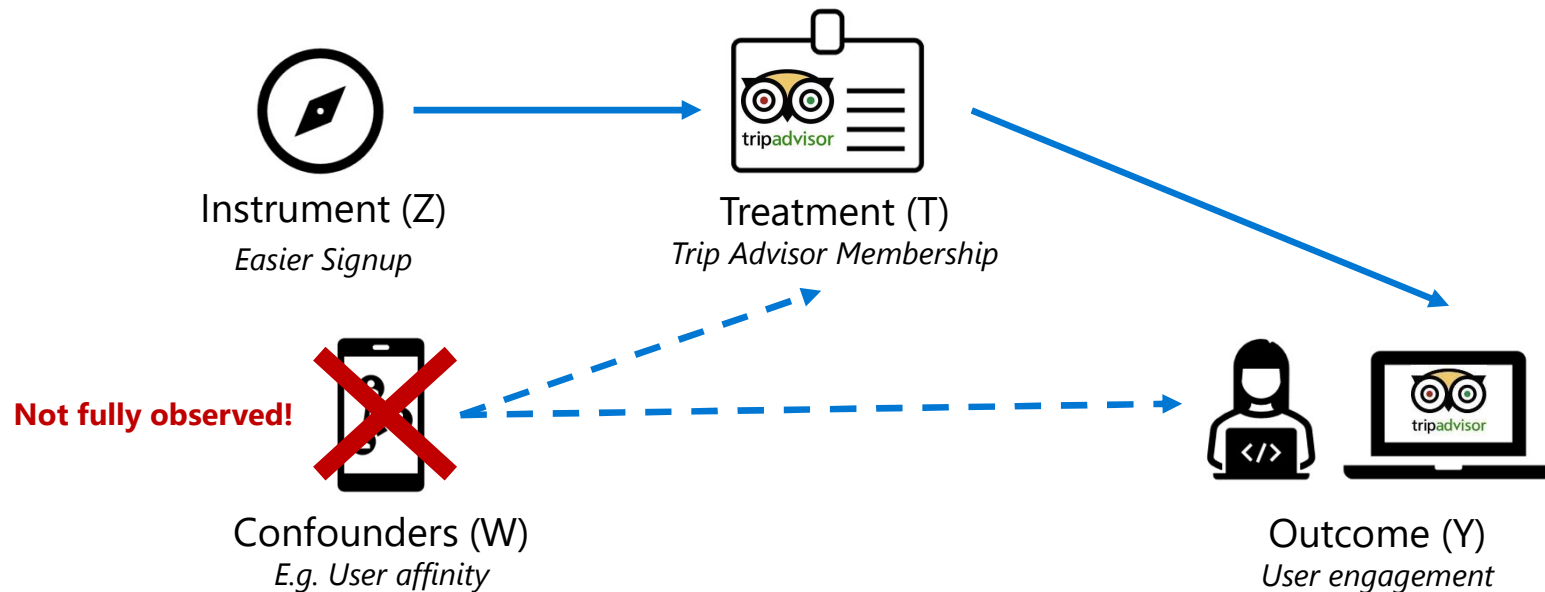 tripadvisor
Instrument (Z)
Easier Signup
Treatment (T)
Trip Advisor Membership
Not fully observed!
Confounders (W)
E.g. User affinity
</>
tripadvisor
Outcome (Y)
User engagement